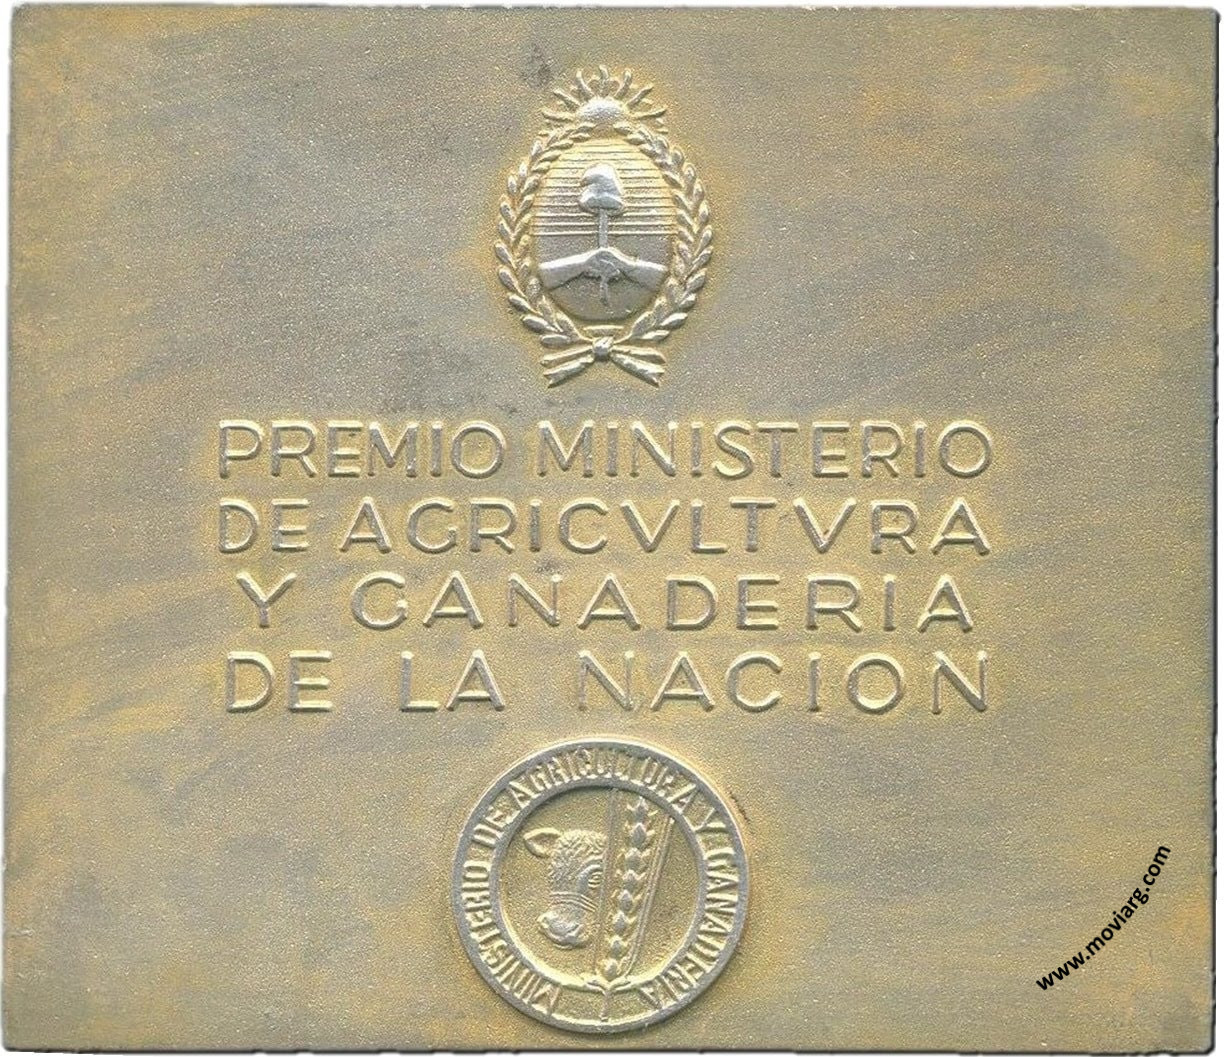 PREMIO MINISTERIO
DE AGRICVLTVRA
Y GANADERIA
DE LA NACION
MINISTERIO DE AGRICULTURA Y GANADERIA
www.moviarg.com